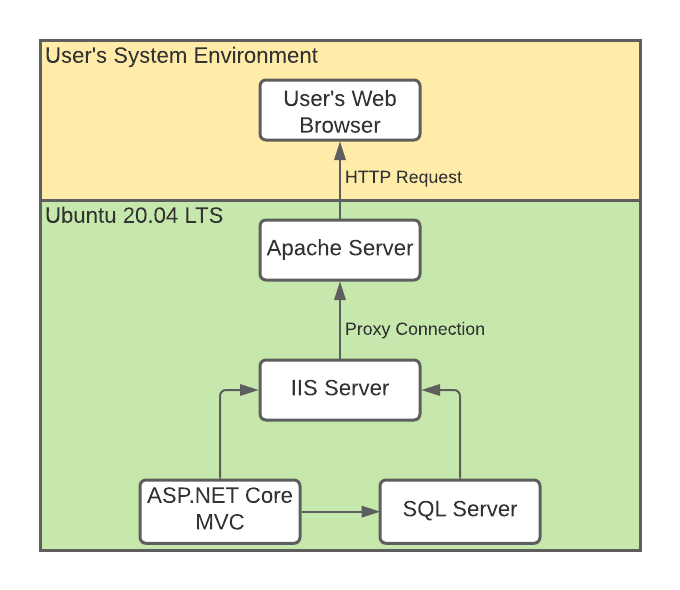 User's System Environment
User's Web
Browser
HTTP Request
Ubuntu 20.04 LTS
Apache Server
Proxy Connection
IIS Server
ASP.NET Core
MVC
SQL Server